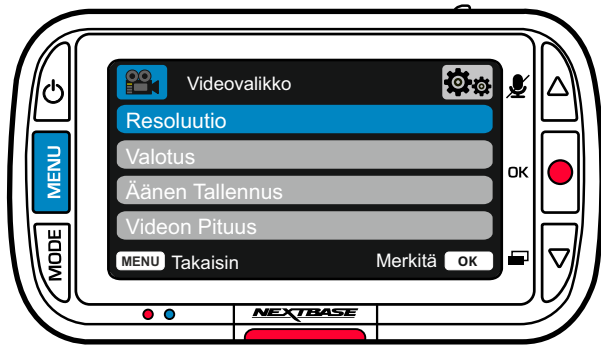 Videovalikko
Resoluutio
Valotus
Äänen Tallennus
Videon Pituus
MENU Takaisin
Merkitä OK
MENU
MODE
OK
NEXTBASE